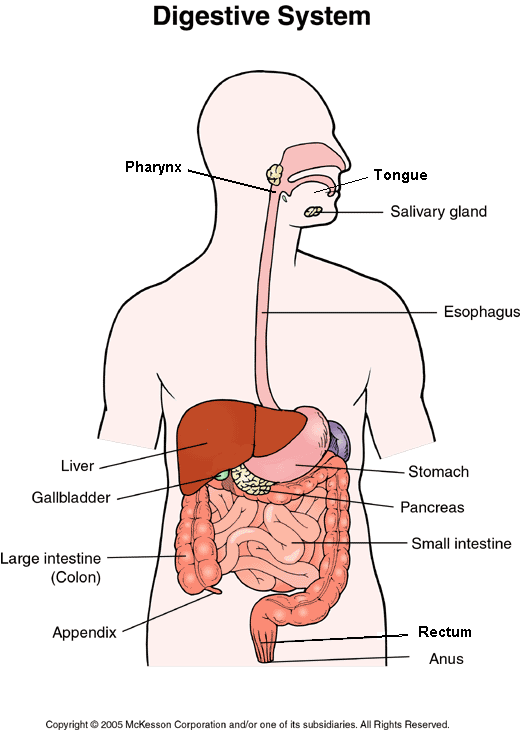 Digestive System
Pharynx
Tongue
Salivary gland
Esophagus
Liver
Stomach
Gallbladder
Pancreas
Small intestine
Large intestine
(Colon)
Appendix
Rectum
Anus
Copyright © 2005 McKesson Corporation and/or one of its subsidiaries. All Rights Reserved.